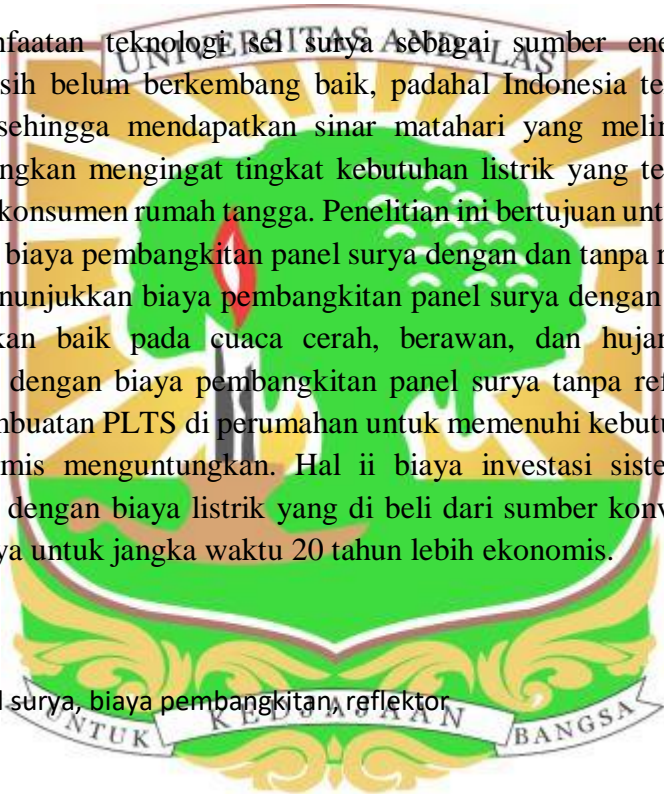 UNIVERSITAS ANDALAS
nfaatan teknologi sel surya sebagai sumber ene
sih belum berkembang baik, padahal Indonesia te
sehingga mendapatkan sinar matahari yang melim
ngkan mengingat tingkat kebutuhan listrik yang te
konsumen rumah tangga. Penelitian ini bertujuan unt
biaya pembangkitan panel surya dengan dan tanpa r
nunjukkan biaya pembangkitan panel surya dengan
kan baik pada cuaca cerah, berawan, dan hujan
dengan biaya pembangkitan panel surya tanpa ref
mbuatan PLTS di perumahan untuk memenuhi kebutu
mis menguntungkan. Hal ii biaya investasi siste
dengan biaya listrik yang di beli dari sumber konv
ya untuk jangka waktu 20 tahun lebih ekonomis.
l surya, biaya pembangkitan, reflektor
UNTUK KEDJAJAAN BANGSA